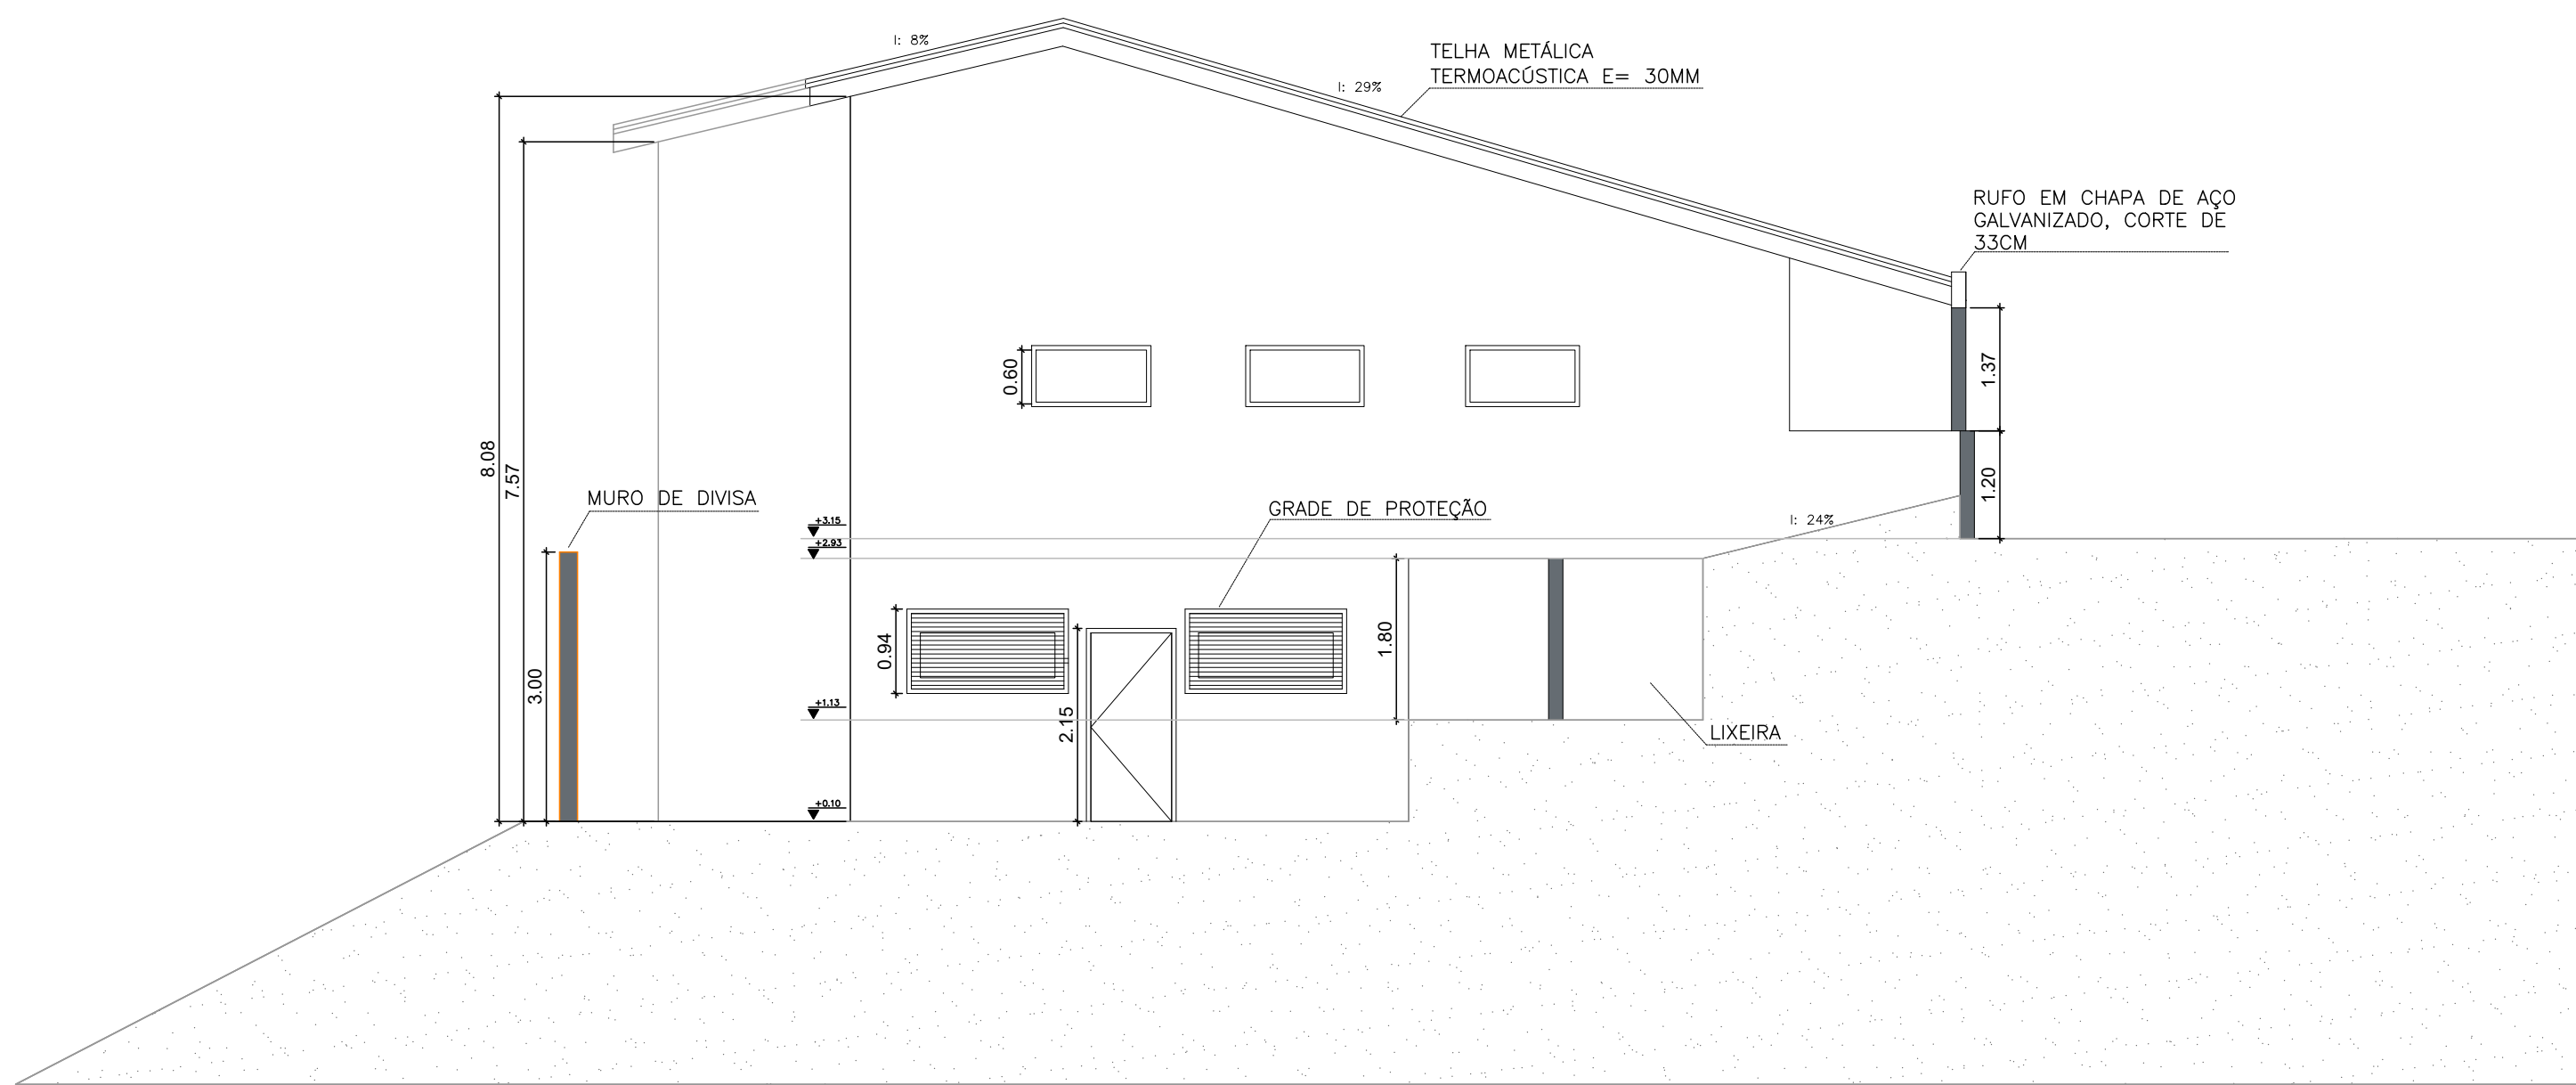 I: 8%
TELHA METÁLICA
TERMOACÚSTICA E= 30MM
I: 29%
RUFO EM CHAPA DE AÇO
GALVANIZADO, CORTE DE
33CM
0.60
1.37
8.08
7.57
1.20
MURO DE DIVISA
GRADE DE PROTEÇÃO
I: 24%
+3.15
+2.93
0.94
1.80
3.00
2.15
+1.13
LIXEIRA
+0.10